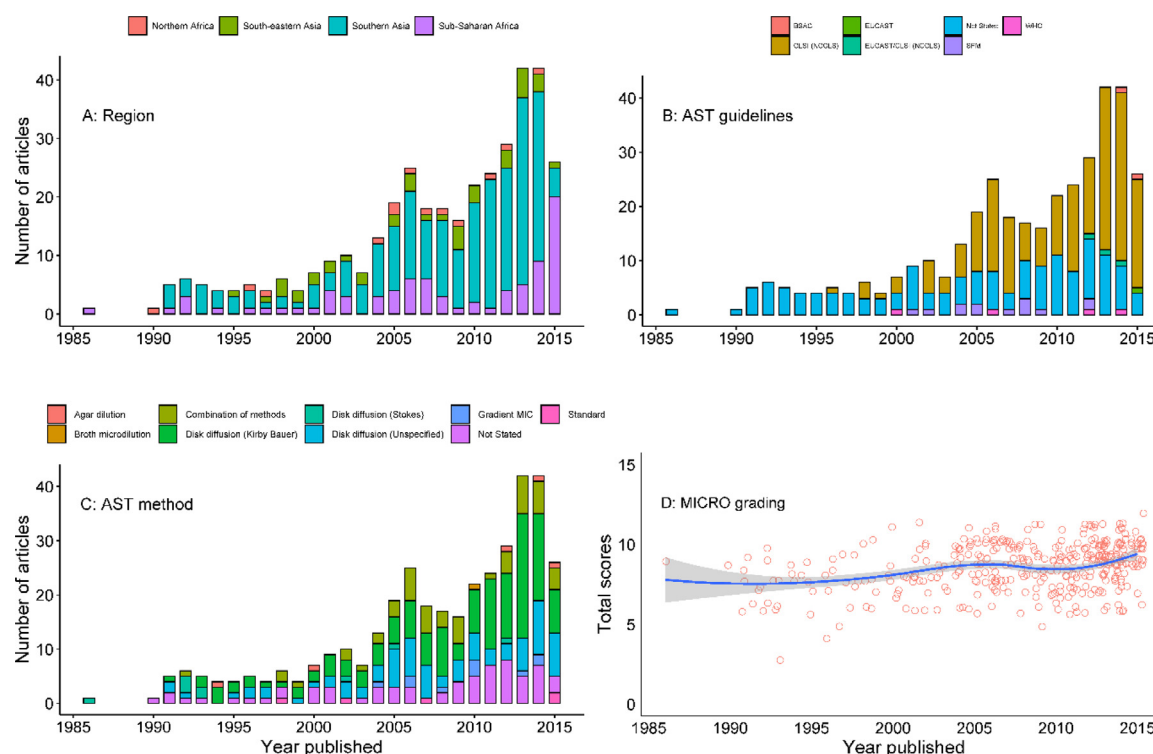 Northern Africa South-eastern Asia Southern Asia Sub-Saharan Africa
Number of articles
40
30
20
10
0
A: Region
1985 1990 1995 2000 2005 2010 2015
BSAC EUCAST Not Stated WHO
CLSI (NCCLS) EUCAST/CLSI (NCCLS) SFM
Number of articles
40
30
20
10
0
B: AST guidelines
1985 1990 1995 2000 2005 2010 2015
Agar dilution Combination of methods Disk diffusion (Stokes) Gradient MIC Standard
Broth microdilution Disk diffusion (Kirby Bauer) Disk diffusion (Unspecified) Not Stated
Number of articles
40
30
20
10
0
C: AST method
1985 1990 1995 2000 2005 2010 2015
Year published
Total scores
15
10
5
0
D: MICRO grading
1985 1990 1995 2000 2005 2010 2015
Year published